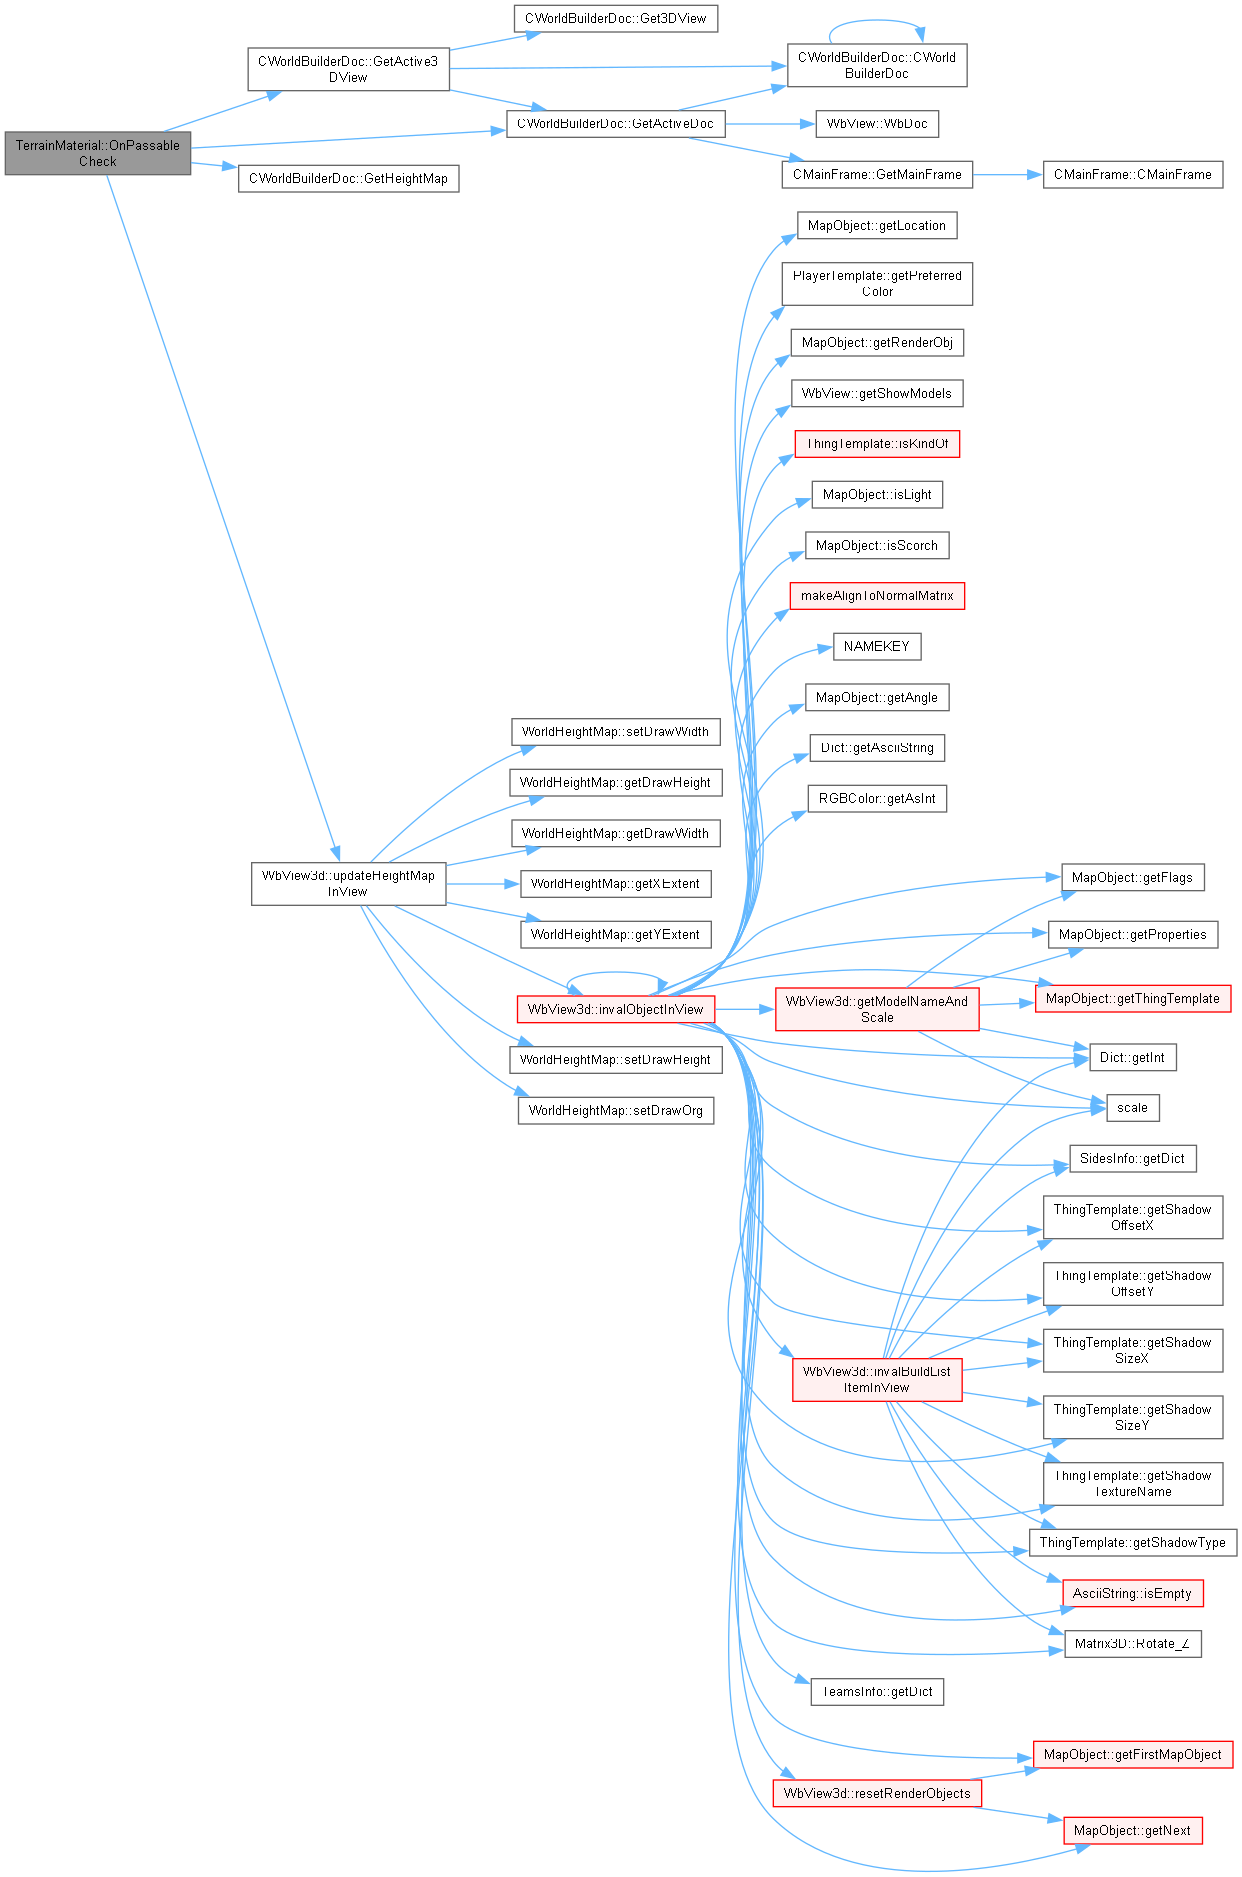 CWorldBuilderDoc::Get3DView
CWorldBuilderDoc::GetActive3
DView
CWorldBuilderDoc::CWorld
BuilderDoc
CWorldBuilderDoc::GetActiveDoc
WbView::WbDoc
TerrainMaterial::OnPassable
Check
CWorldBuilderDoc::GetHeightMap
CMainFrame::GetMainFrame
CMainFrame::CMainFrame
MapObject::getLocation
PlayerTemplate::getPreferred
Color
MapObject::getRenderObj
WbView::getShowModels
ThingTemplate::isKindOf
MapObject::isLight
MapObject::isScorch
makeAlignToNormalMatrix
NAMEKEY
MapObject::getAngle
Dict::getAsciiString
RGBColor::getAsInt
WorldHeightMap::setDrawWidth
WorldHeightMap::getDrawHeight
WorldHeightMap::getDrawWidth
WbView3d::updateHeightMap
InView
WorldHeightMap::getXExtent
WorldHeightMap::getYExtent
MapObject::getFlags
MapObject::getProperties
WbView3d::invalObjectInView
WbView3d::getModelNameAnd
Scale
MapObject::getThingTemplate
WorldHeightMap::setDrawHeight
Dict::getInt
WorldHeightMap::setDrawOrg
scale
SidesInfo::getDict
ThingTemplate::getShadow
OffsetX
ThingTemplate::getShadow
OffsetY
ThingTemplate::getShadow
SizeX
WbView3d::invalBuildList
ItemInView
ThingTemplate::getShadow
SizeY
ThingTemplate::getShadow
TextureName
ThingTemplate::getShadowType
AsciiString::isEmpty
Matrix3D::Rotate_Z
TeamsInfo::getDict
MapObject::getFirstMapObject
WbView3d::resetRenderObjects
MapObject::getNext